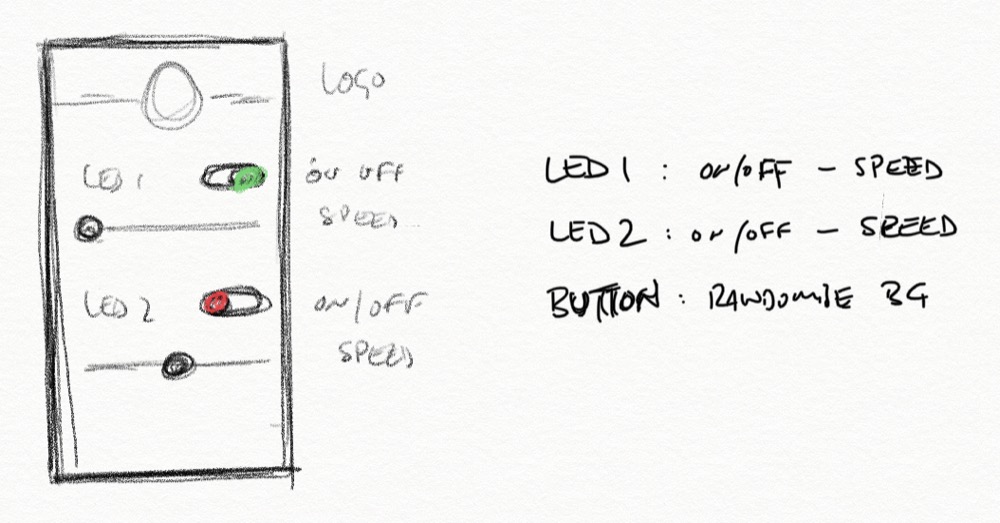 LOGO
LED 1
ON OFF
SPEED
LED 2
ON/OFF
SPEED
LED 1 : ON/OFF - SPEED
LED 2 : ON/OFF - SPEED
BUTTON : RANDOMIZE BG